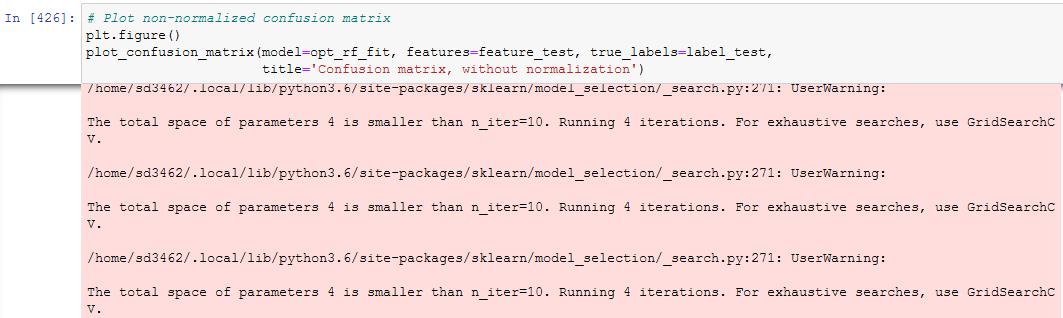 In [426]: # Plot non-normalized confusion matrix
plt.figure()
plot_confusion_matrix(model=opt_rf_fit, features=feature_test, true_labels=label_test,
title='Confusion matrix, without normalization')
/home/sd3462/.local/lib/python3.6/site-packages/sklearn/model_selection/_search.py:271: UserWarning:
The total space of parameters 4 is smaller than n_iter=10. Running 4 iterations. For exhaustive searches, use GridSearchC
V.
/home/sd3462/.local/lib/python3.6/site-packages/sklearn/model_selection/_search.py:271: UserWarning:
The total space of parameters 4 is smaller than n_iter=10. Running 4 iterations. For exhaustive searches, use GridSearchC
V.
/home/sd3462/.local/lib/python3.6/site-packages/sklearn/model_selection/_search.py:271: UserWarning:
The total space of parameters 4 is smaller than n_iter=10. Running 4 iterations. For exhaustive searches, use GridSearchC
V.